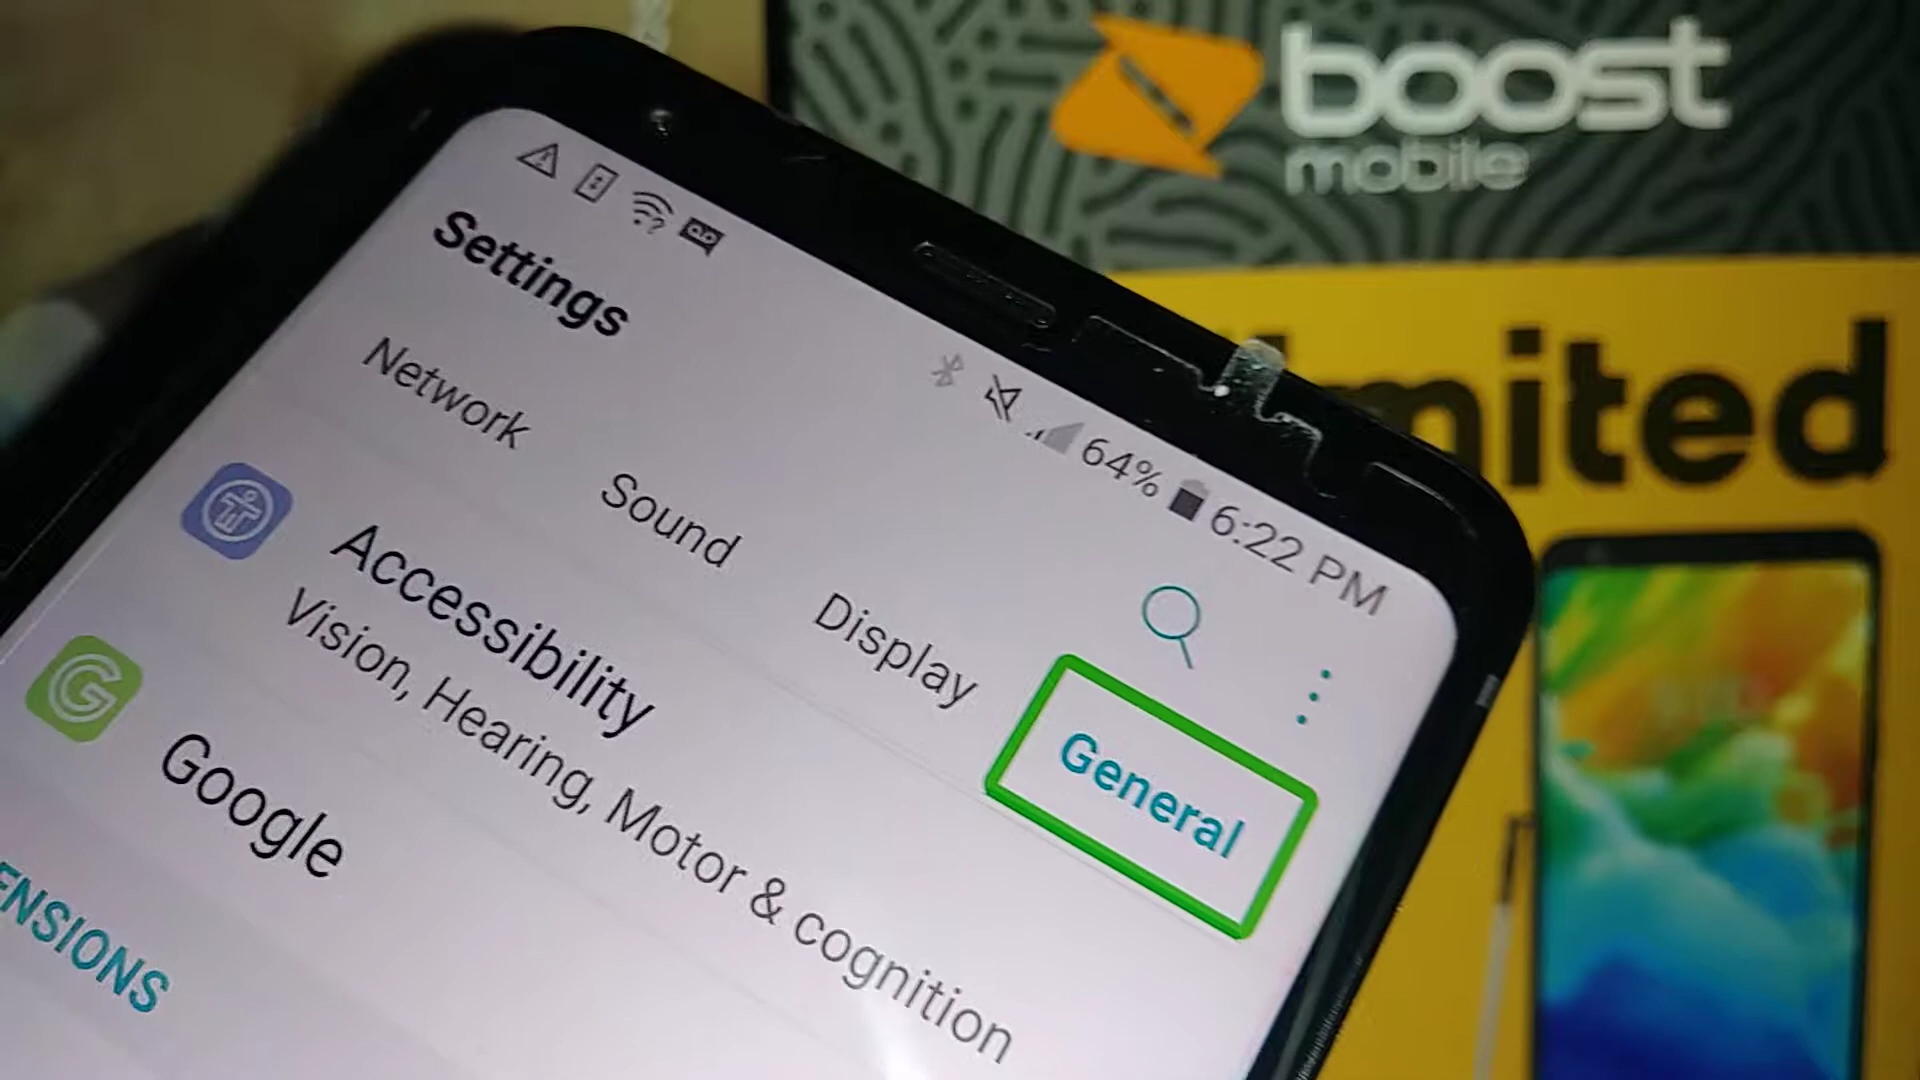 boost
mobile
mited
Settings
64% 6:22 PM
Network Sound Display General
Accessibility
Vision, Hearing, Motor & cognition
Google
ENSIONS